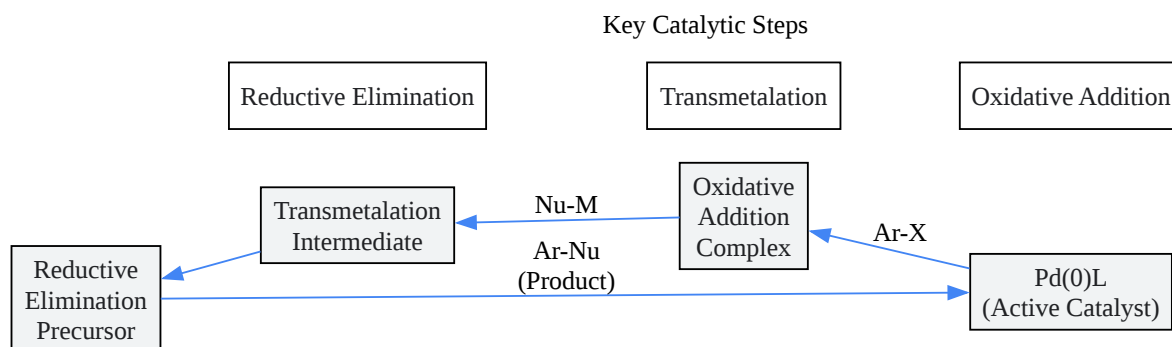 Key Catalytic Steps
Reductive Elimination
Transmetalation
Oxidative Addition
Oxidative
Addition
Complex
Transmetalation
Intermediate
Nu-M
Ar-X
Ar-Nu
(Product)
Reductive
Elimination
Precursor
Pd(0)L
(Active Catalyst)